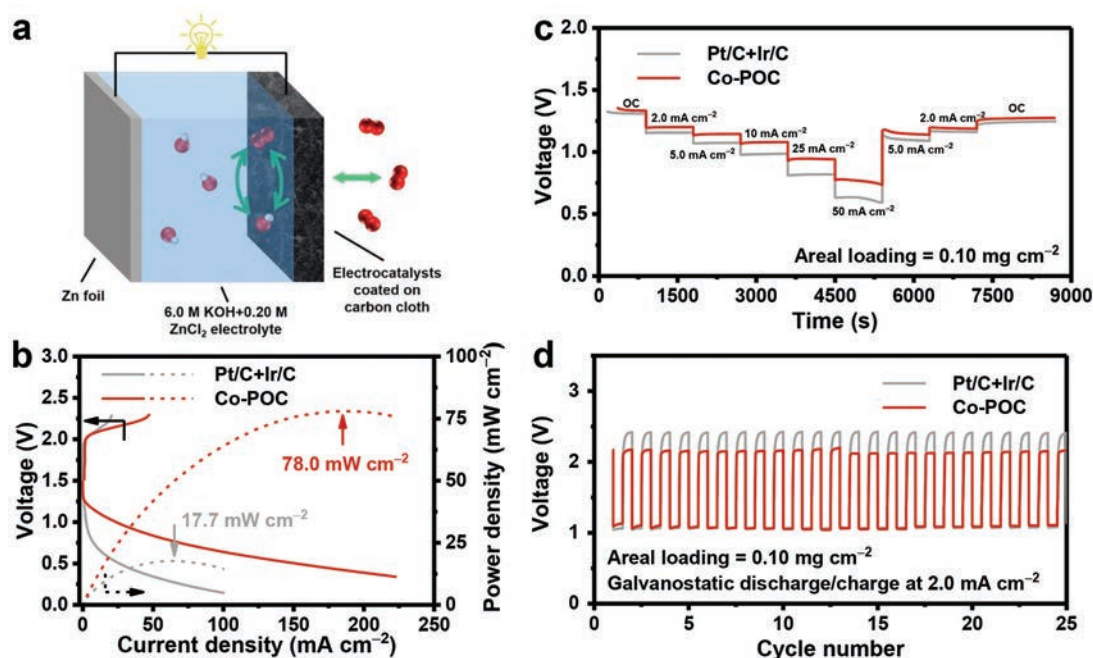 a
Zn foil
6.0 M KOH+0.20 M
ZnCl₂ electrolyte
Electrocatalysts
coated on
carbon cloth
b
3.0
2.5
2.0
1.5
1.0
0.5
0.0
Voltage (V)
Pt/C+Ir/C
Co-POC
78.0 mW cm⁻²
17.7 mW cm⁻²
100
75
50
25
0
Power density (mW cm⁻²)
0 50 100 150 200 250
Current density (mA cm⁻²)
c
2.0
1.5
1.0
0.5
0.0
Voltage (V)
Pt/C+Ir/C
Co-POC
OC
2.0 mA cm⁻²
5.0 mA cm⁻²
10 mA cm⁻²
25 mA cm⁻²
50 mA cm⁻²
5.0 mA cm⁻²
2.0 mA cm⁻²
OC
Areal loading = 0.10 mg cm⁻²
0 1500 3000 4500 6000 7500 9000
Time (s)
d
3
2
1
0
Voltage (V)
Pt/C+Ir/C
Co-POC
Areal loading = 0.10 mg cm⁻²
Galvanostatic discharge/charge at 2.0 mA cm⁻²
0 5 10 15 20 25
Cycle number